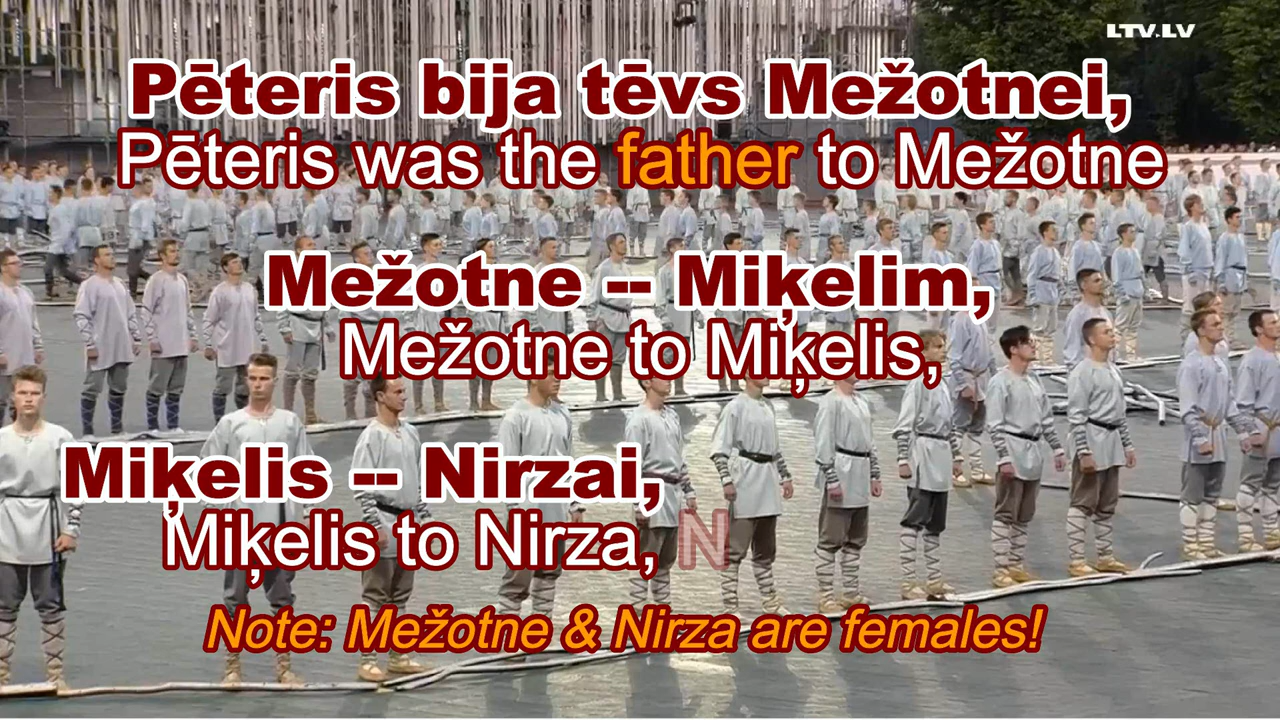 LTV.LV
Pēteris bija tēvs Mežotnei,
Pēteris was the father to Mežotne
Mežotne -- Miķelim,
Mežotne to Miķelis,
Miķelis -- Nirzai,
Miķelis to Nirza, N
Note: Mežotne & Nirza are females!